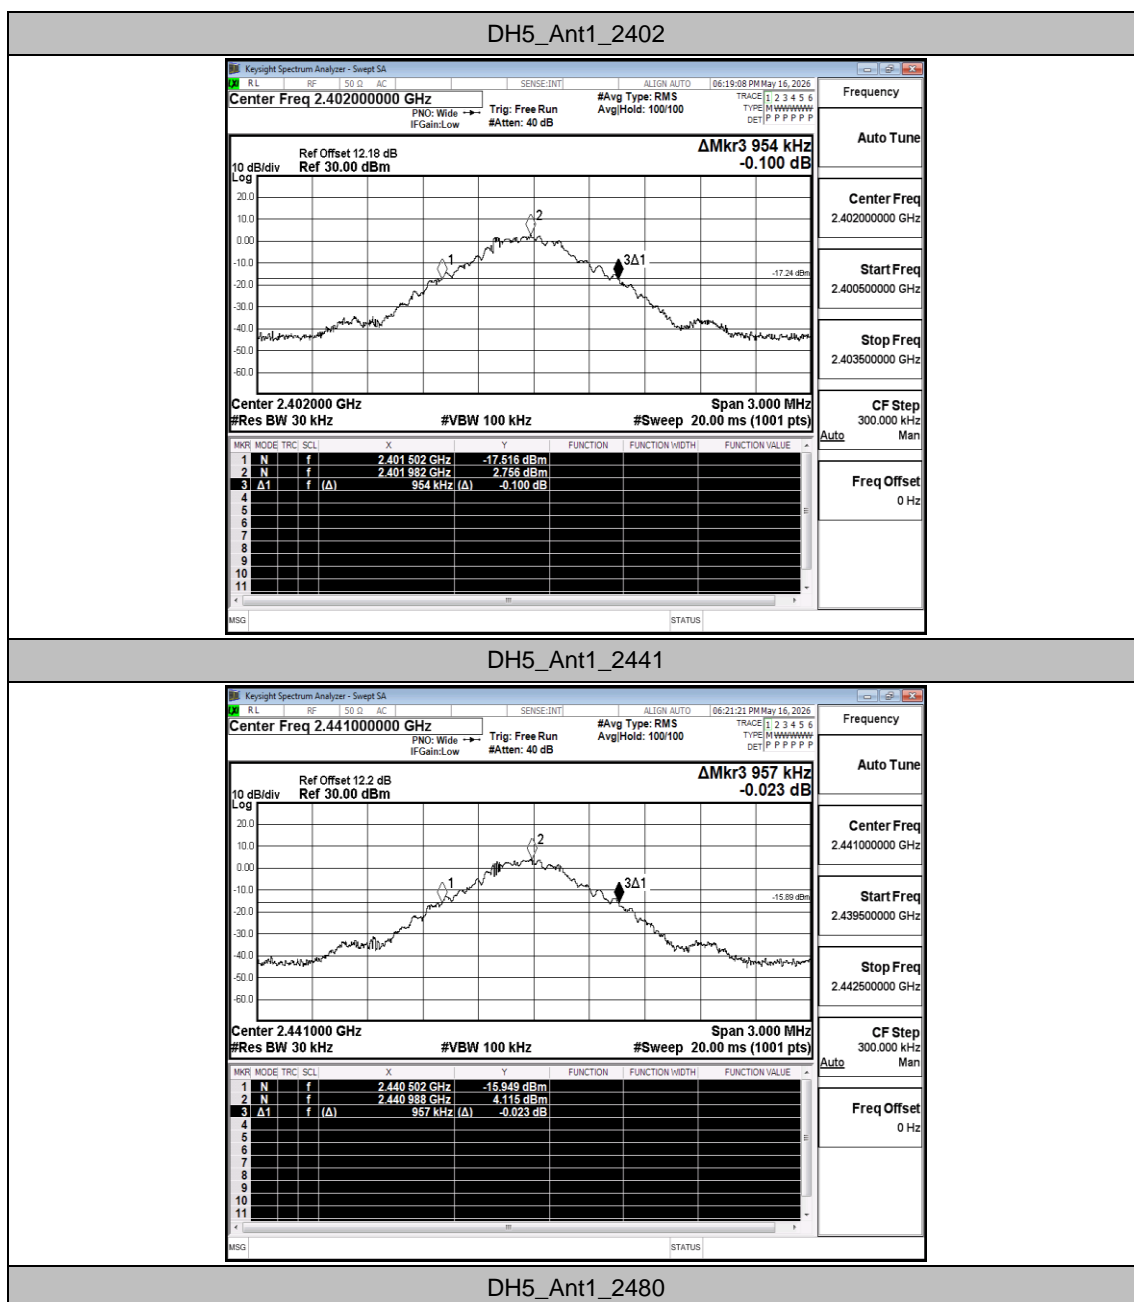 DH5_Ant1_2402
Keysight Spectrum Analyzer - Swept SA
RL RF 50 Ω AC SENSE:INT ALIGN AUTO 06:19:08 PM May 16, 2026
Center Freq 2.402000000 GHz
#Avg Type: RMS
TRACE 1 2 3 4 5 6
PNO: Wide
Trig: Free Run
Avg|Hold: 100/100
TYPE M WWWWW
IFGain:Low
#Atten: 40 dB
DET P P P P P P
Frequency
Auto Tune
Center Freq
2.402000000 GHz
Start Freq
2.400500000 GHz
Stop Freq
2.403500000 GHz
CF Step
300.000 kHz
Auto Man
Freq Offset
0 Hz
ΔMkr3 954 kHz
-0.100 dB
Ref Offset 12.18 dB
10 dB/div Ref 30.00 dBm
Log
20.0
10.0
0.00
-10.0
-20.0
-30.0
-40.0
-50.0
-60.0
1
2
3Δ1
-17.24 dBm
Center 2.402000 GHz Span 3.000 MHz
#Res BW 30 kHz #VBW 100 kHz #Sweep 20.00 ms (1001 pts)
MKR MODE TRC SCL X Y FUNCTION FUNCTION WIDTH FUNCTION VALUE
1 N f 2.401 502 GHz -17.516 dBm
2 N f 2.401 982 GHz 2.756 dBm
3 Δ1 f (Δ) 954 kHz (Δ) -0.100 dB
4
5
6
7
8
9
10
11
MSG STATUS
DH5_Ant1_2441
Keysight Spectrum Analyzer - Swept SA
RL RF 50 Ω AC SENSE:INT ALIGN AUTO 06:21:21 PM May 16, 2026
Center Freq 2.441000000 GHz
#Avg Type: RMS
TRACE 1 2 3 4 5 6
PNO: Wide
Trig: Free Run
Avg|Hold: 100/100
TYPE M WWWWW
IFGain:Low
#Atten: 40 dB
DET P P P P P P
Frequency
Auto Tune
Center Freq
2.441000000 GHz
Start Freq
2.439500000 GHz
Stop Freq
2.442500000 GHz
CF Step
300.000 kHz
Auto Man
Freq Offset
0 Hz
ΔMkr3 957 kHz
-0.023 dB
Ref Offset 12.2 dB
10 dB/div Ref 30.00 dBm
Log
20.0
10.0
0.00
-10.0
-20.0
-30.0
-40.0
-50.0
-60.0
1
2
3Δ1
-15.89 dBm
Center 2.441000 GHz Span 3.000 MHz
#Res BW 30 kHz #VBW 100 kHz #Sweep 20.00 ms (1001 pts)
MKR MODE TRC SCL X Y FUNCTION FUNCTION WIDTH FUNCTION VALUE
1 N f 2.440 502 GHz -15.949 dBm
2 N f 2.440 988 GHz 4.115 dBm
3 Δ1 f (Δ) 957 kHz (Δ) -0.023 dB
4
5
6
7
8
9
10
11
MSG STATUS
DH5_Ant1_2480